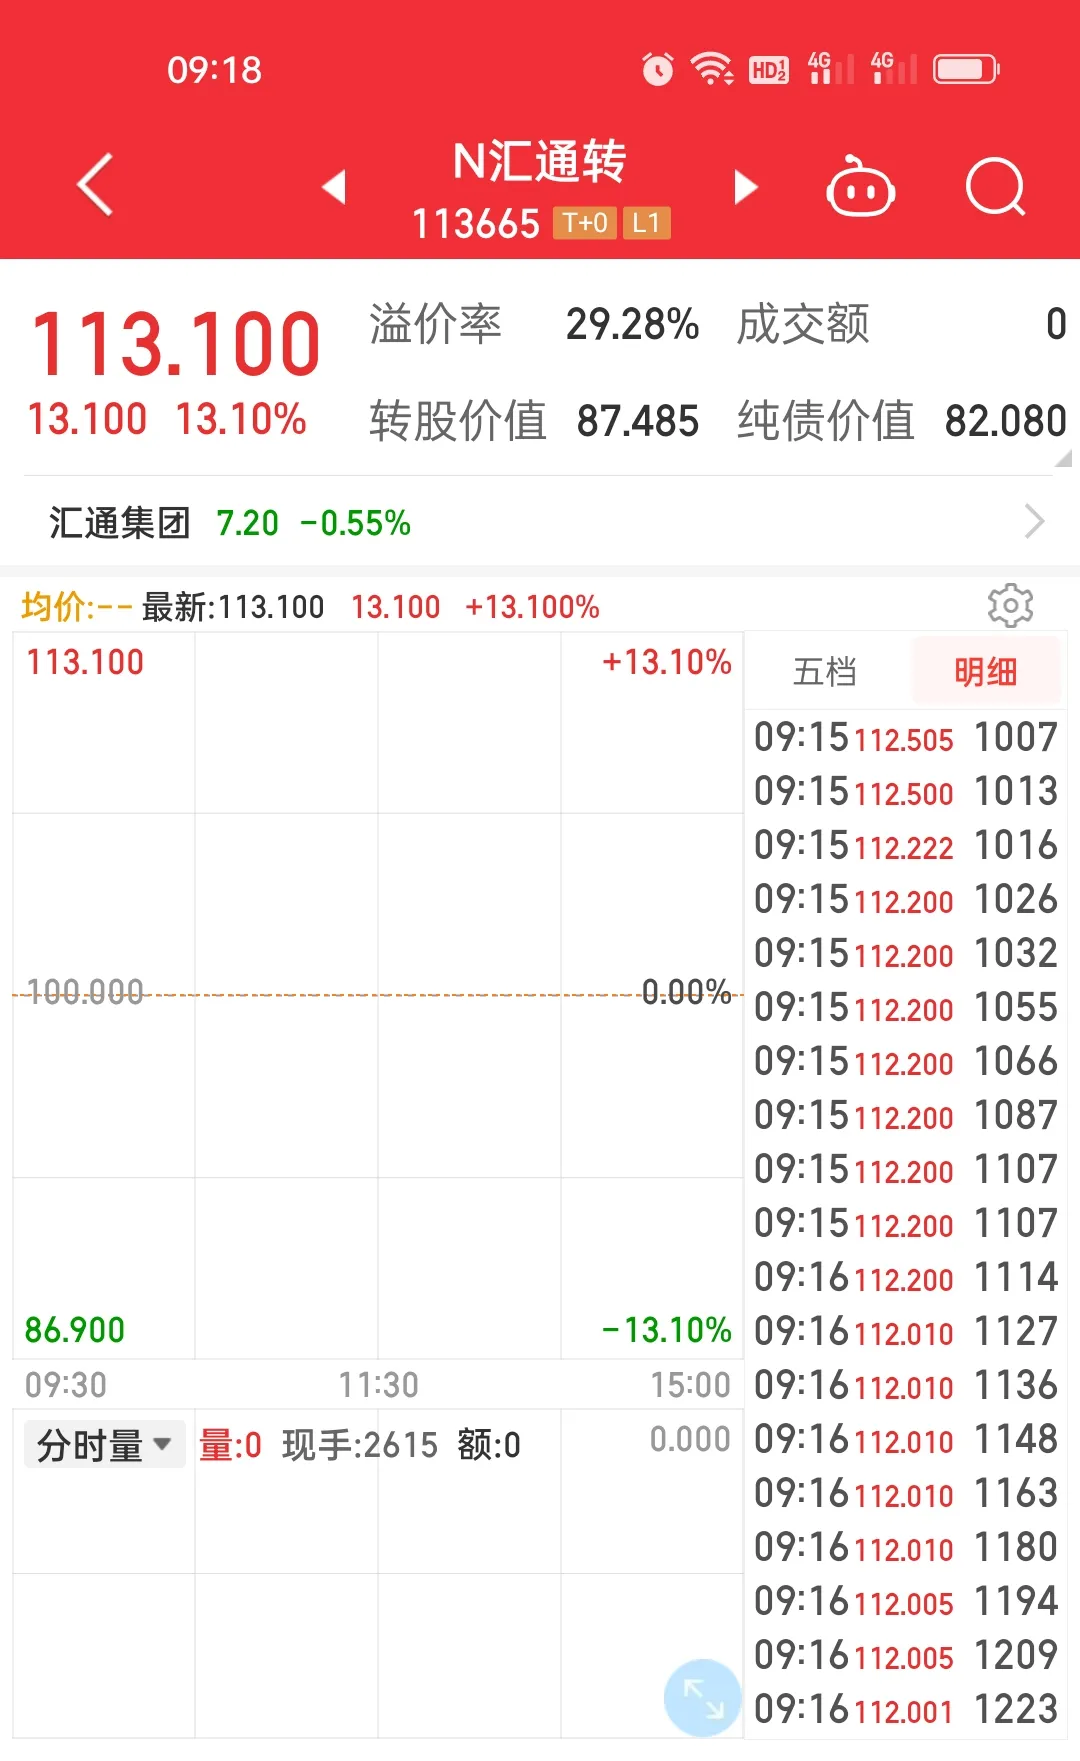 09:18
HD 1 2 4G 4G
N汇通转
113665 T+0 L1
113.100 溢价率 29.28% 成交额 0
13.100 13.10% 转股价值 87.485 纯债价值 82.080
汇通集团 7.20 -0.55%
均价:-- 最新:113.100 13.100 +13.100%
113.100 +13.10%
100.000 0.00%
86.900 -13.10%
09:30 11:30 15:00
分时量 量:0 现手:2615 额:0 0.000
五档 明细
09:15 112.505 1007
09:15 112.500 1013
09:15 112.222 1016
09:15 112.200 1026
09:15 112.200 1032
09:15 112.200 1055
09:15 112.200 1066
09:15 112.200 1087
09:15 112.200 1107
09:15 112.200 1107
09:16 112.200 1114
09:16 112.010 1127
09:16 112.010 1136
09:16 112.010 1148
09:16 112.010 1163
09:16 112.010 1180
09:16 112.005 1194
09:16 112.005 1209
09:16 112.001 1223